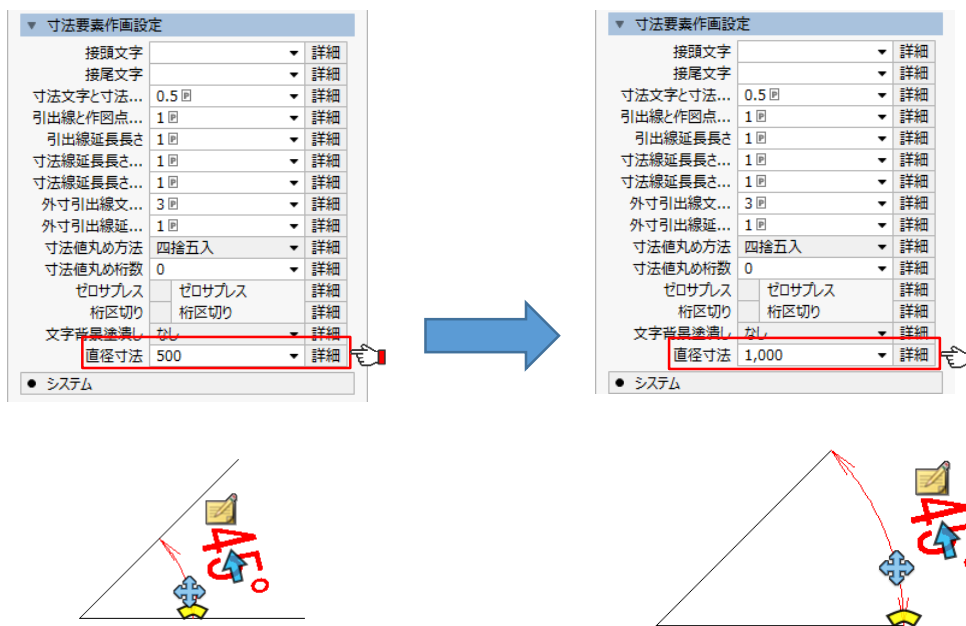 ▼ 寸法要素作画設定
接頭文字 詳細
接尾文字 詳細
寸法文字と寸法... 0.5 P 詳細
引出線と作図点... 1 P 詳細
引出線延長長さ 1 P 詳細
寸法線延長長さ... 1 P 詳細
寸法線延長長さ... 1 P 詳細
外寸引出線文... 3 P 詳細
外寸引出線延... 1 P 詳細
寸法値丸め方法 四捨五入 詳細
寸法値丸め桁数 0 詳細
ゼロサプレス ゼロサプレス 詳細
桁区切り 桁区切り 詳細
文字背景塗潰し なし 詳細
直径寸法 500 詳細
● システム
45°
▼ 寸法要素作画設定
接頭文字 詳細
接尾文字 詳細
寸法文字と寸法... 0.5 P 詳細
引出線と作図点... 1 P 詳細
引出線延長長さ 1 P 詳細
寸法線延長長さ... 1 P 詳細
寸法線延長長さ... 1 P 詳細
外寸引出線文... 3 P 詳細
外寸引出線延... 1 P 詳細
寸法値丸め方法 四捨五入 詳細
寸法値丸め桁数 0 詳細
ゼロサプレス ゼロサプレス 詳細
桁区切り 桁区切り 詳細
文字背景塗潰し なし 詳細
直径寸法 1,000 詳細
● システム
45